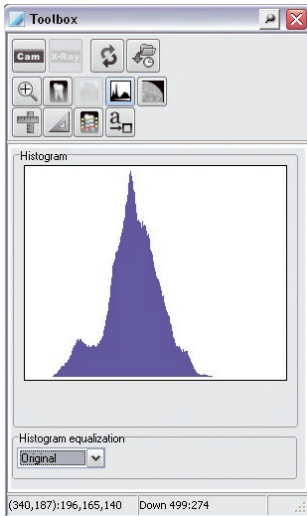 Toolbox
Cam X-Ray
a
Histogram
Histogram equalization
Original
(340,187):196,165,140 Down 499:274